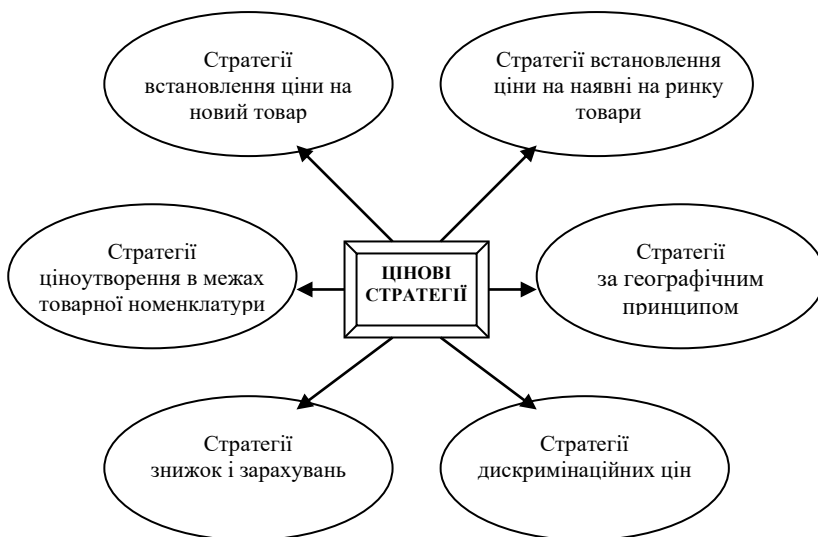 Стратегії
встановлення ціни на
новий товар
Стратегії встановлення
ціни на наявні на ринку
товари
Стратегії
ціноутворення в межах
товарної номенклатури
ЦІНОВІ
СТРАТЕГІЇ
Стратегії
за географічним
принципом
Стратегії
знижок і зарахувань
Стратегії
дискримінаційних цін